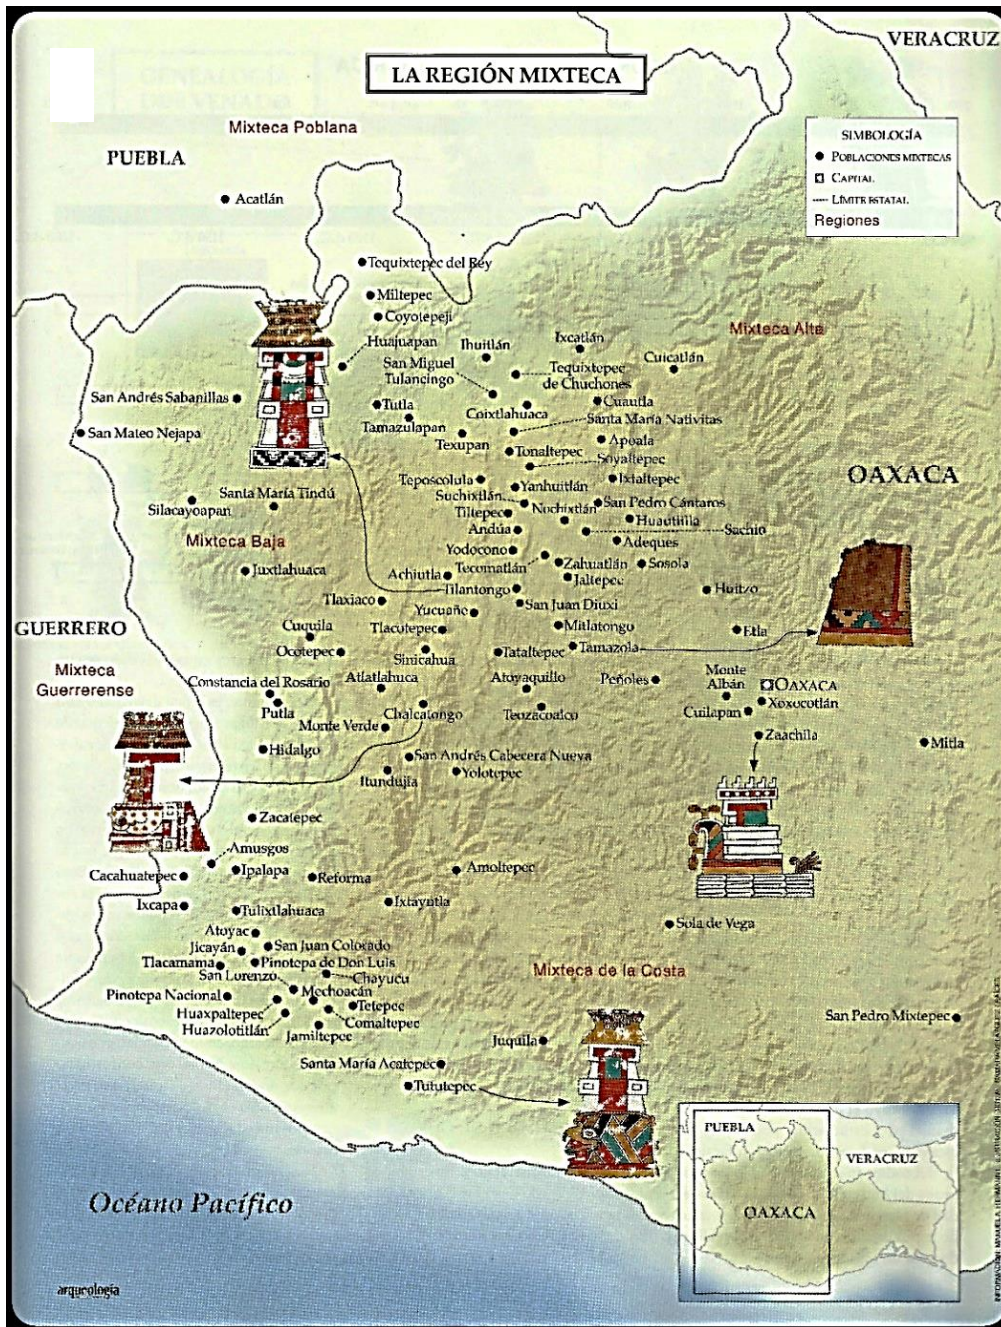 VERACRUZ
LA REGIÓN MIXTECA
Mixteca Poblana
PUEBLA
SIMBOLOGÍA
POBLACIONES MIXTECAS
CAPITAL
LÍMITE ESTATAL
Regiones
Acatlán
Tequixtepec del Rey
Miltepec
Coyotepeji
Huajuapan
Ihuitlán
Ixcatlán
Mixteca Alta
San Miguel
Tulancingo
Tequixtepec
de Chuchones
Cuicatlán
San Andrés Sabanillas
Tutla
Tamazulapan
Coixtlahuaca
Cuautla
Santa María Nativitas
San Mateo Nejapa
Texupan
Apoala
Tonaltepec
Soyaltepec
OAXACA
Teposcolula
Yanhuitlán
Ixtaltepec
Santa María Tindú
Silacayoapan
Suchixtlán
Tiltepec
Nochixtlán
San Pedro Cántaros
Huautlilla
Sachio
Mixteca Baja
Andúa
Adeques
Yodocono
Tecomatlán
Zahuatlán
Sosola
Juxtlahuaca
Achiutla
Jaltepec
Tilantongo
Huitzo
Tlaxiaco
Yucuañe
San Juan Diuxi
GUERRERO
Cuquila
Tlacotepec
Mitlatongo
Etla
Ocotepec
Sinicahua
Tataltepec
Tamazola
Mixteca
Guerrerense
Constancia del Rosario
Atlatlahuca
Atoyaquillo
Peñoles
Monte
Albán
OAXACA
Putla
Chalcatongo
Teozacoalco
Cuilapan
Xoxocotlán
Monte Verde
Zaachila
Mitla
Hidalgo
San Andrés Cabecera Nueva
Itundujia
Yolotepec
Zacatepec
Amusgos
Cacahuatepec
Ipalapa
Reforma
Amoltepec
Ixcapa
Tulixtlahuaca
Ixtayutla
Sola de Vega
Atoyac
Jicayán
San Juan Colorado
Tlacamama
Pinotepa de Don Luis
San Lorenzo
Chayucu
Mixteca de la Costa
Pinotepa Nacional
Mechoacán
Tetepec
Huaxpaltepec
Comaltepec
San Pedro Mixtepec
Huazolotitlán
Jamiltepec
Juquila
Santa María Acatepec
Tututepec
PUEBLA
VERACRUZ
OAXACA
Océano Pacífico
arqueología